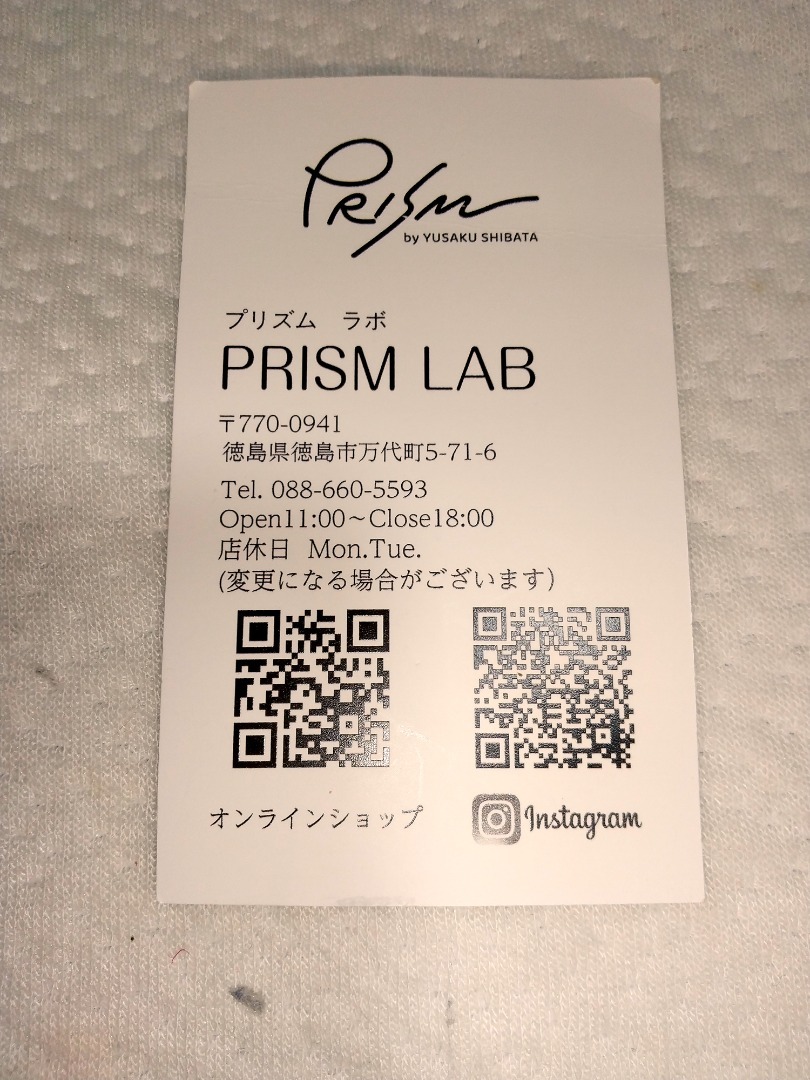 PRISM
by YUSAKU SHIBATA
プリズム　ラボ
PRISM LAB
〒770-0941
徳島県徳島市万代町5-71-6
Tel. 088-660-5593
Open11:00～Close18:00
店休日 Mon.Tue.
(変更になる場合がございます)
オンラインショップ
Instagram